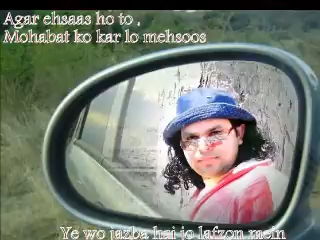 Agar ehsaas ho to ,
Mohabat ko kar lo mehsoos
Ye wo jazba hai jo lafzon mein